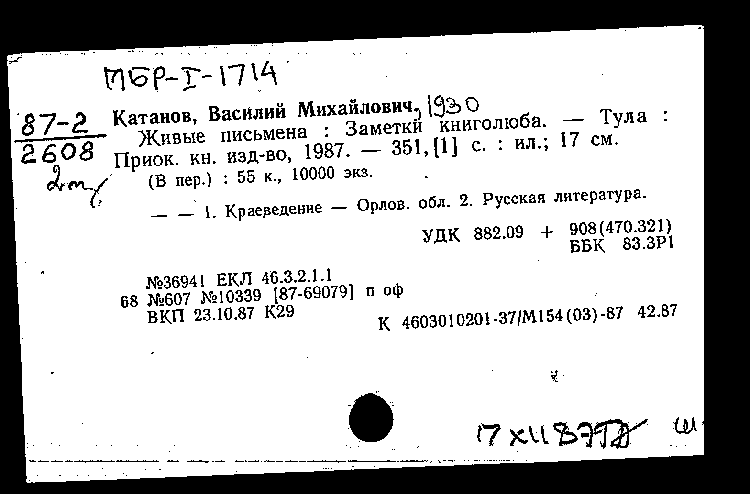 МБР-I-1714
87-2
2608
Катанов, Василий Михайлович, 1930
Живые письмена : Заметки книголюба. — Тула :
Приок. кн. изд-во, 1987. — 351, [1] с. : ил.; 17 см.
(В пер.) : 55 к., 10000 экз.
— — 1. Краеведение — Орлов. обл. 2. Русская литература.
УДК 882.09 + 908(470.321)
ББК 83.3Р1
№36941 ЕКЛ 46.3.2.1.1
68 №607 №10339 [87-69079] п оф
ВКП 23.10.87 К29
К 4603010201-37/М154(03)-87 42.87
17 XII 87